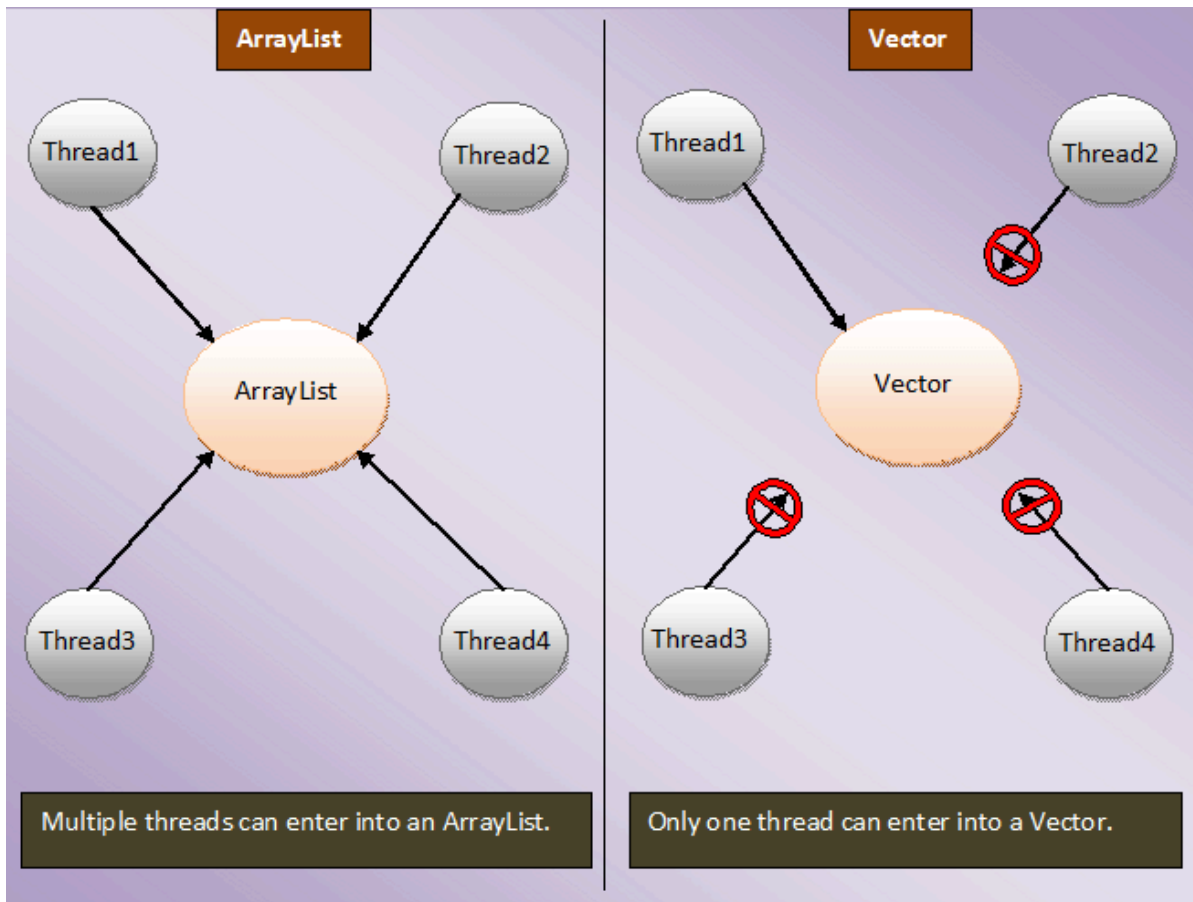 ArrayList
Thread1
Thread2
ArrayList
Thread3
Thread4
Multiple threads can enter into an ArrayList.
Vector
Thread1
Thread2
Vector
Thread3
Thread4
Only one thread can enter into a Vector.